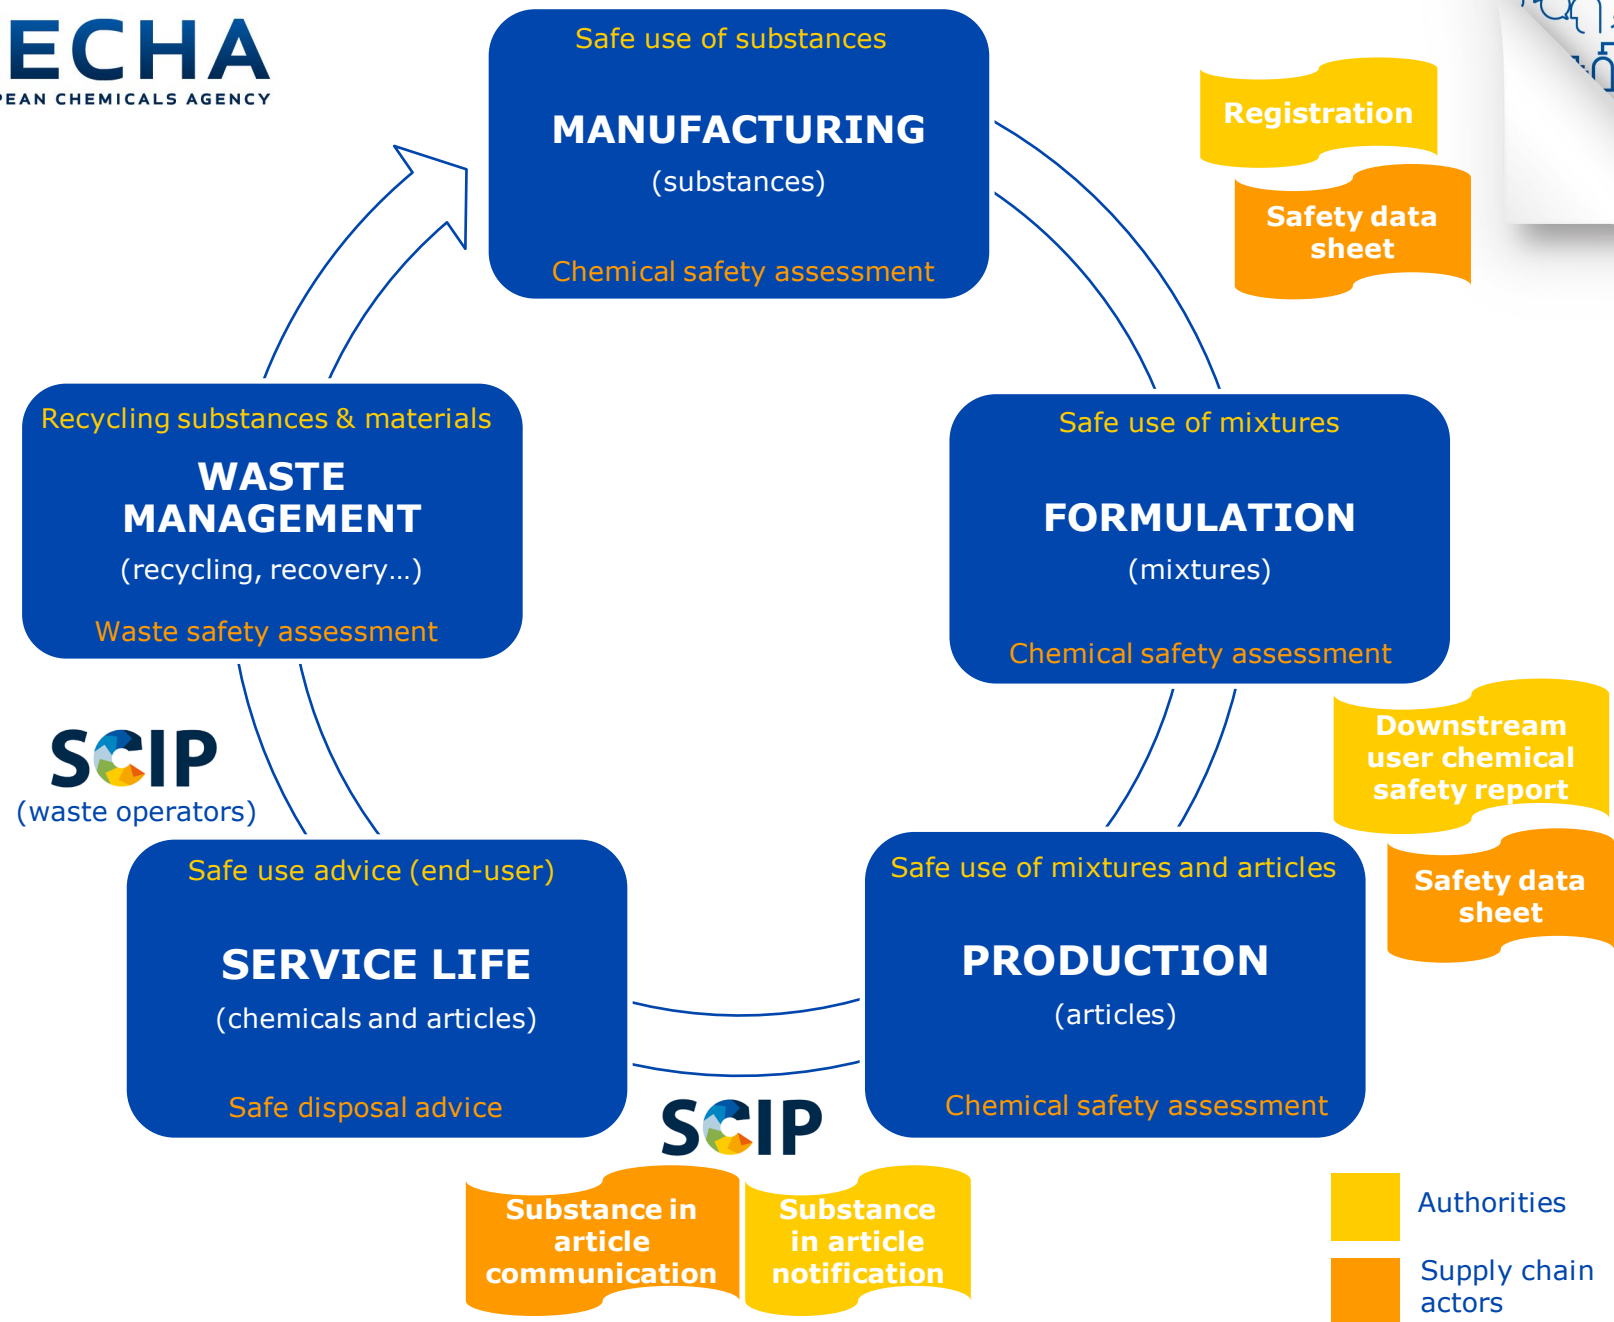 ECHA
PEAN CHEMICALS AGENCY
Safe use of substances
MANUFACTURING
(substances)
Chemical safety assessment
Registration
Safety data
sheet
Recycling substances & materials
WASTE
MANAGEMENT
(recycling, recovery…)
Waste safety assessment
Safe use of mixtures
FORMULATION
(mixtures)
Chemical safety assessment
Downstream
user chemical
safety report
Safety data
sheet
SCIP
(waste operators)
Safe use advice (end-user)
SERVICE LIFE
(chemicals and articles)
Safe disposal advice
Safe use of mixtures and articles
PRODUCTION
(articles)
Chemical safety assessment
SCIP
Substance in
article
communication
Substance
in article
notification
Authorities
Supply chain
actors